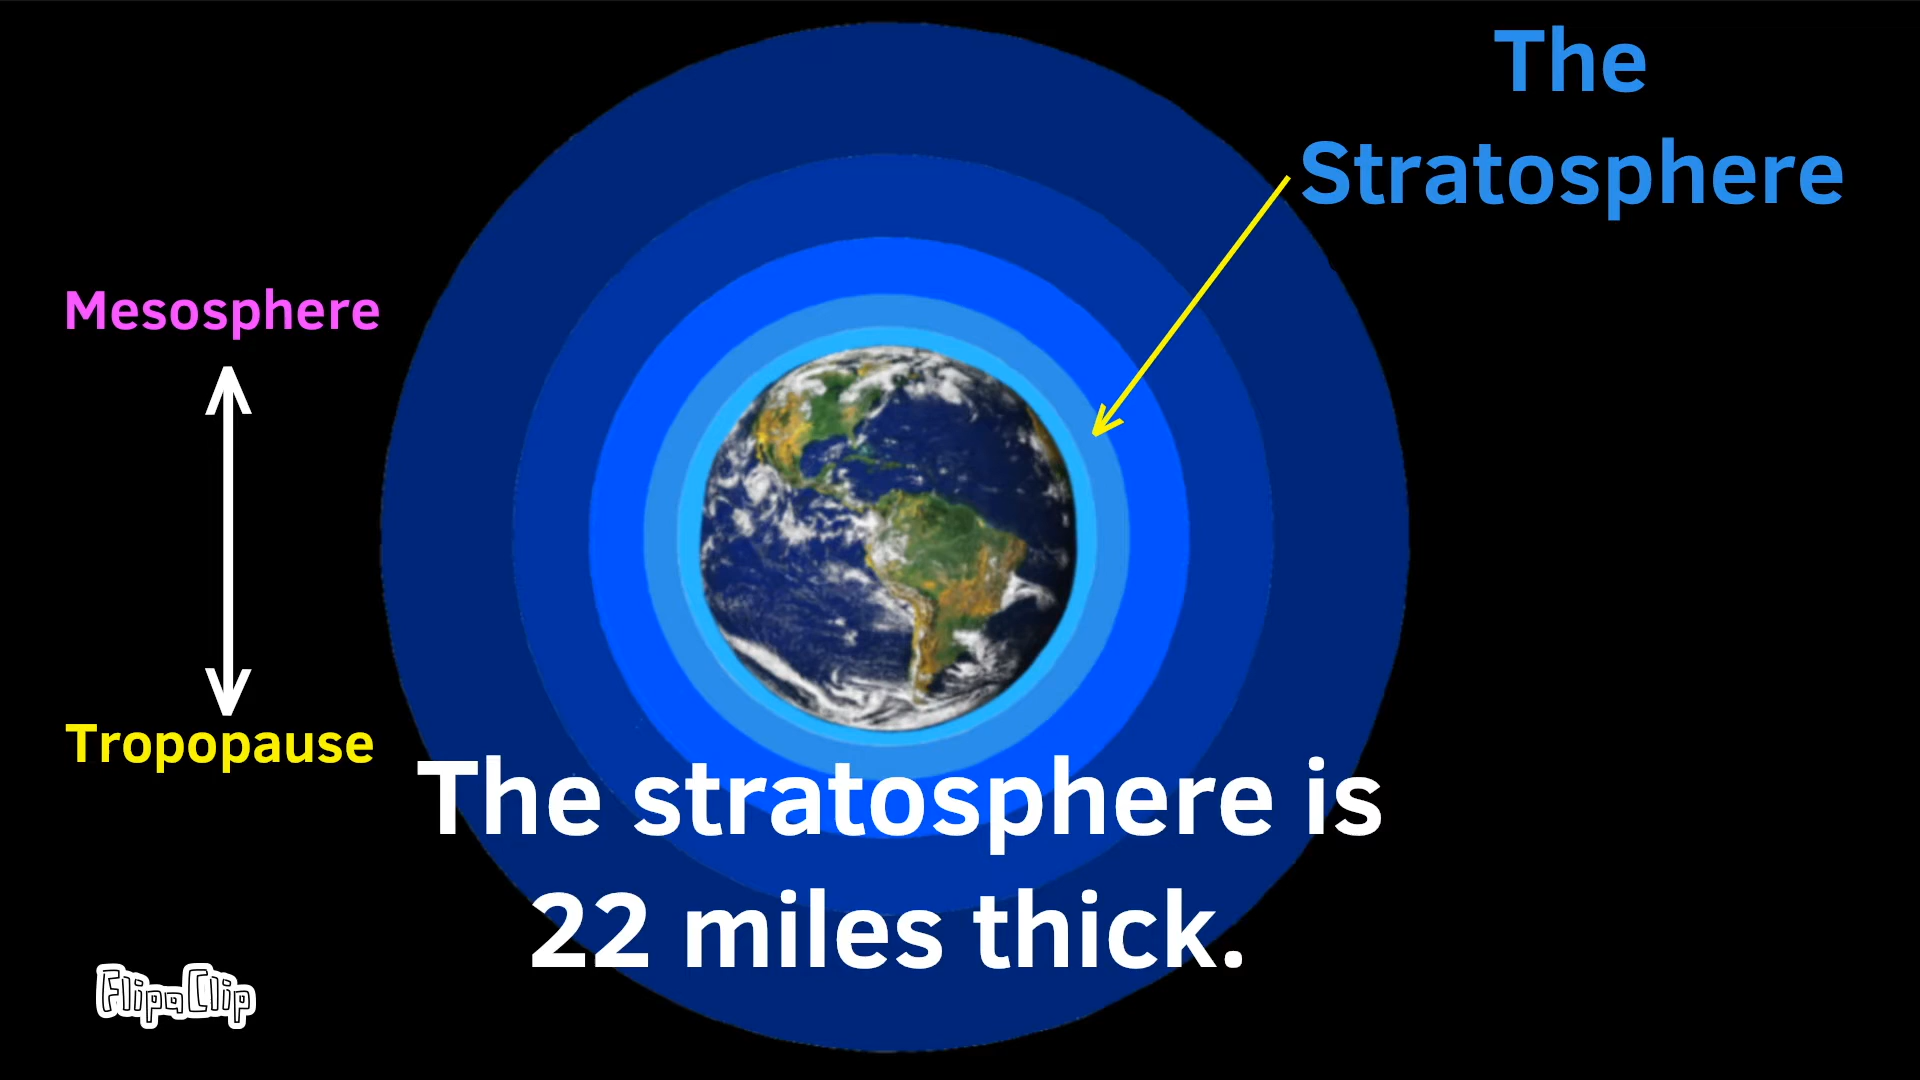 The
Stratosphere
Mesosphere
Tropopause
The stratosphere is
22 miles thick.
FlipaClip